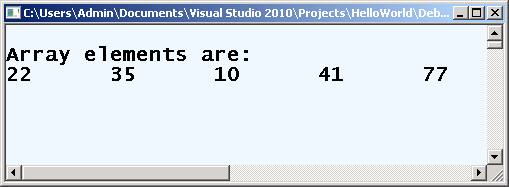 C:\Users\Admin\Documents\Visual Studio 2010\Projects\HelloWorld\Deb...
Array elements are:
22 35 10 41 77